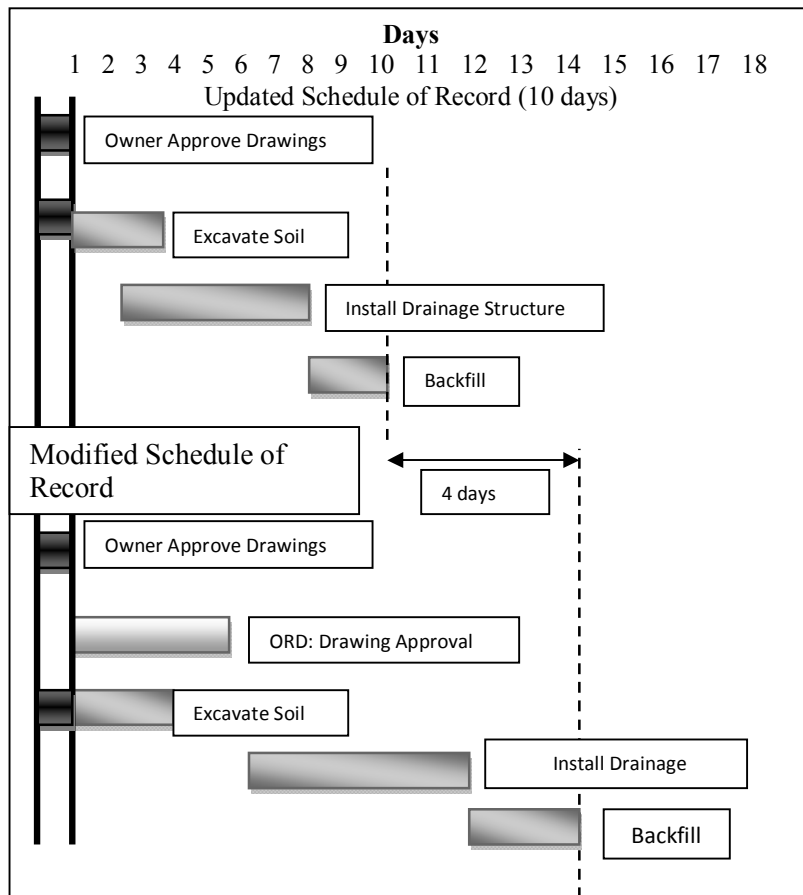 Days
1 2 3 4 5 6 7 8 9 10 11 12 13 14 15 16 17 18
Updated Schedule of Record (10 days)
Owner Approve Drawings
Excavate Soil
Install Drainage Structure
Backfill
Modified Schedule of
Record
4 days
Owner Approve Drawings
ORD: Drawing Approval
Excavate Soil
Install Drainage
Backfill